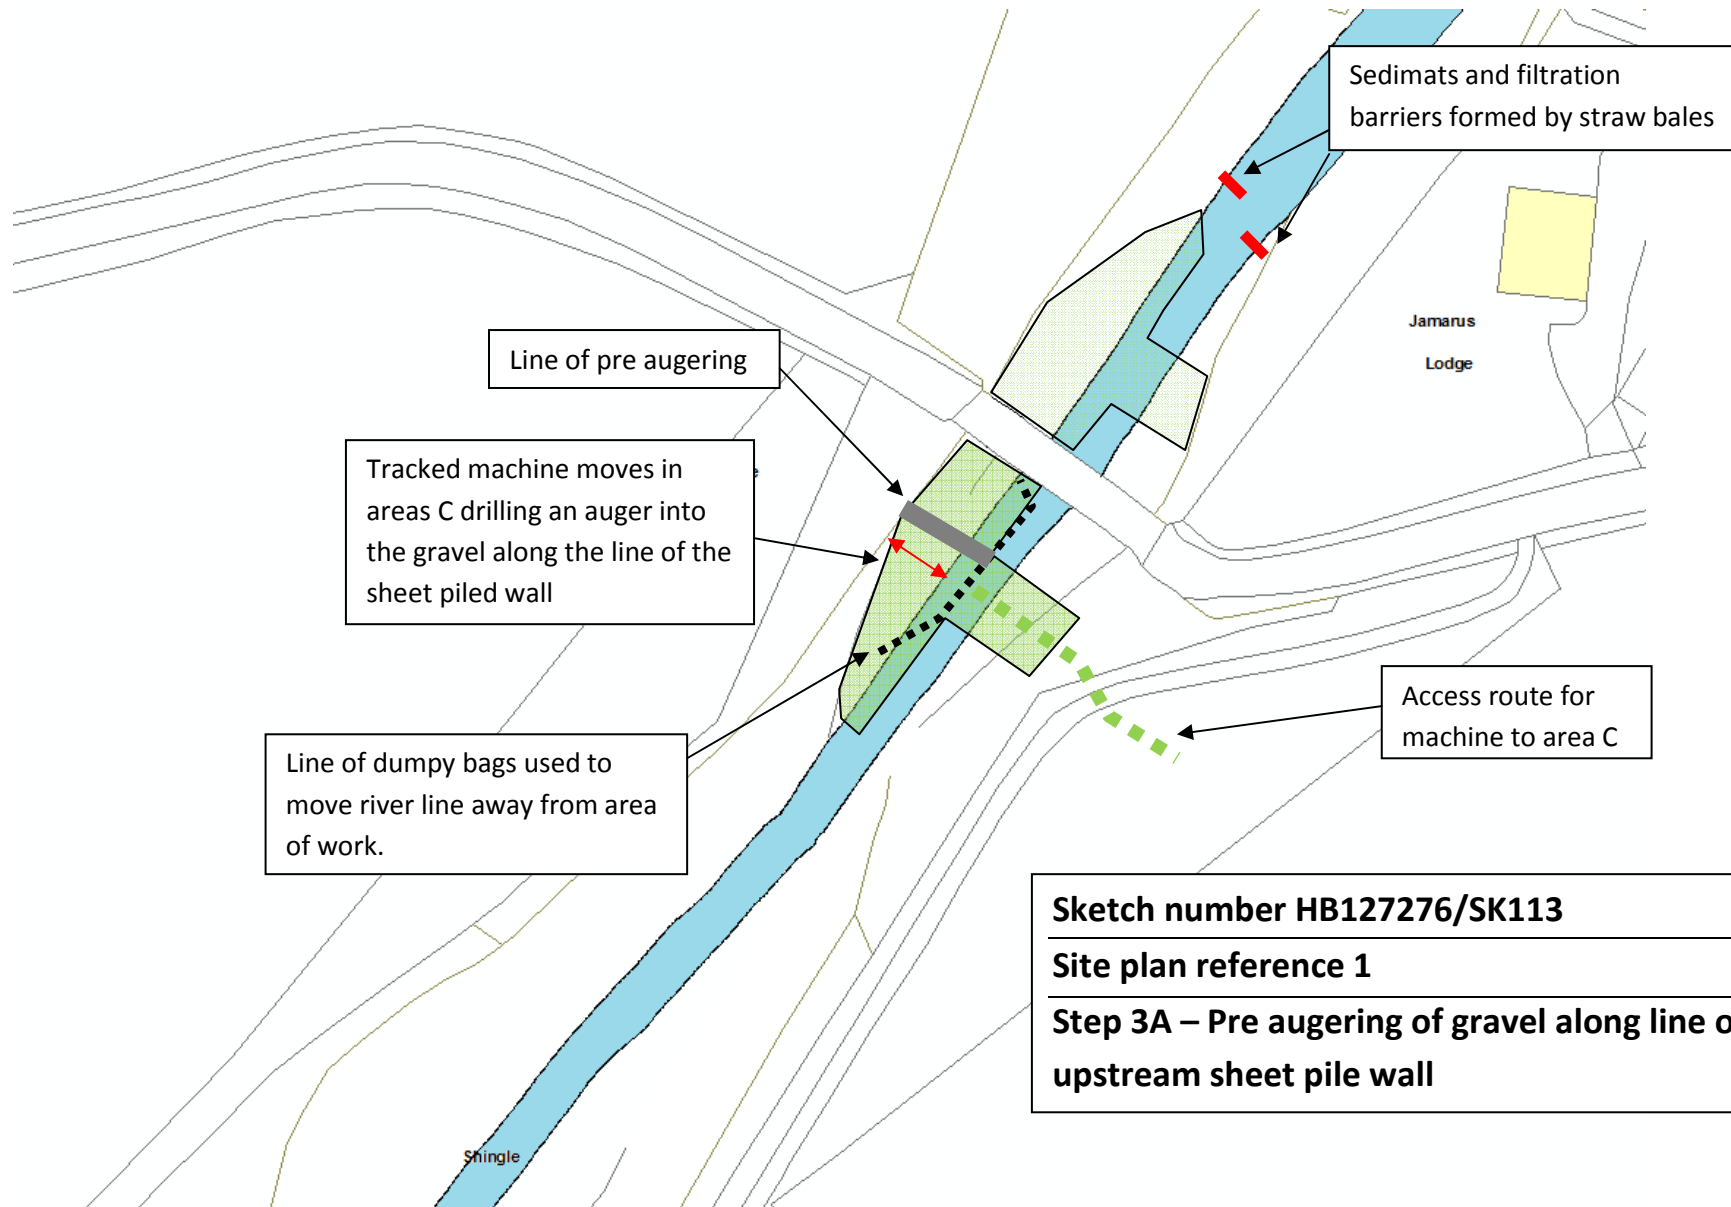 Sedimats and filtration
barriers formed by straw bales
Jamarus
Lodge
Line of pre augering
Tracked machine moves in
areas C drilling an auger into
the gravel along the line of the
sheet piled wall
Access route for
machine to area C
Line of dumpy bags used to
move river line away from area
of work.
Sketch number HB127276/SK113
Site plan reference 1
Step 3A – Pre augering of gravel along line o
upstream sheet pile wall
Shingle